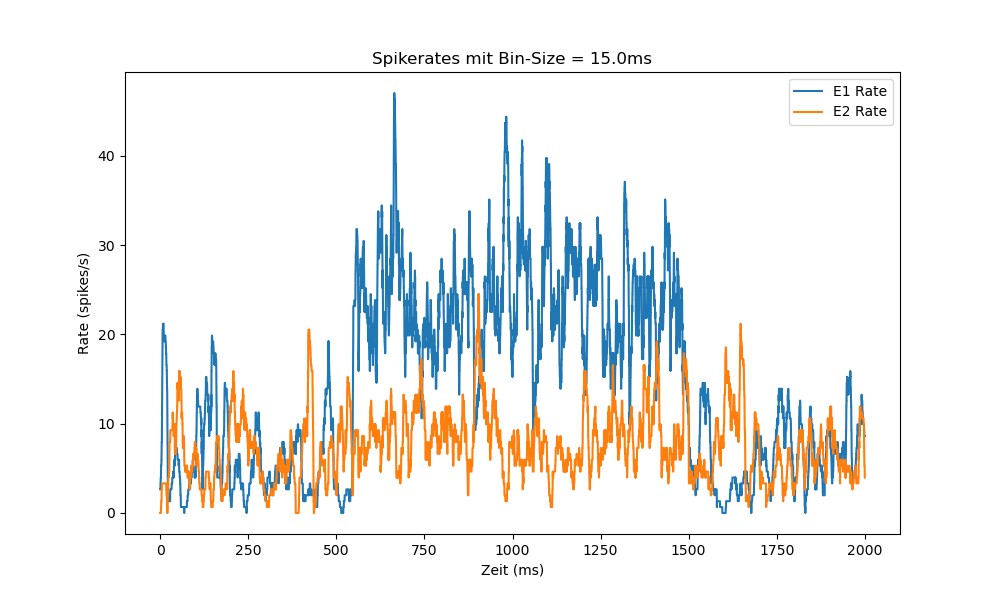 Spikerates mit Bin-Size = 15.0ms
E1 Rate
E2 Rate
Rate (spikes/s)
40
30
20
10
0
0 250 500 750 1000 1250 1500 1750 2000
Zeit (ms)